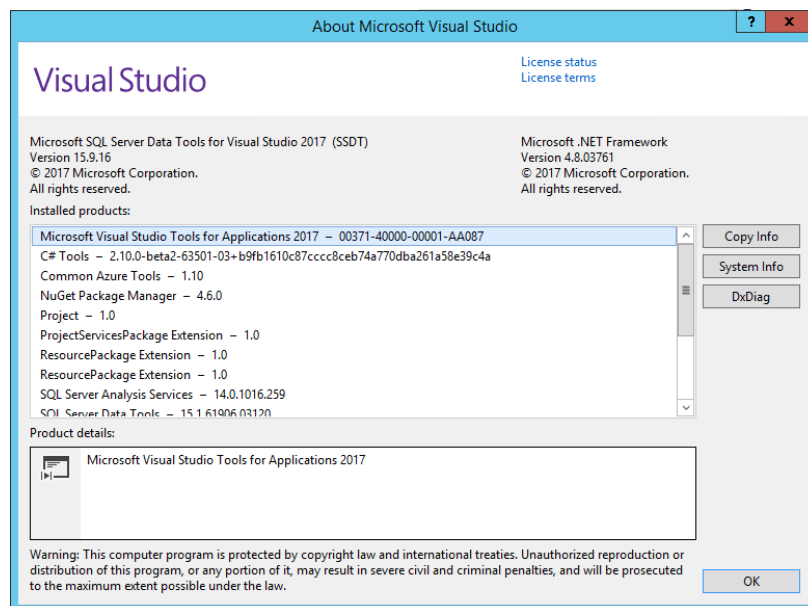 About Microsoft Visual Studio
?
x
Visual Studio
License status
License terms
Microsoft SQL Server Data Tools for Visual Studio 2017 (SSDT)
Version 15.9.16
© 2017 Microsoft Corporation.
All rights reserved.
Microsoft .NET Framework
Version 4.8.03761
© 2017 Microsoft Corporation.
All rights reserved.
Installed products:
Microsoft Visual Studio Tools for Applications 2017 – 00371-40000-00001-AA087
C# Tools – 2.10.0-beta2-63501-03+b9fb1610c87cccc8ceb74a770dba261a58e39c4a
Common Azure Tools – 1.10
NuGet Package Manager – 4.6.0
Project – 1.0
ProjectServicesPackage Extension – 1.0
ResourcePackage Extension – 1.0
ResourcePackage Extension – 1.0
SQL Server Analysis Services – 14.0.1016.259
SQL Server Data Tools – 15.1.61906.03120
Copy Info
System Info
DxDiag
Product details:
Microsoft Visual Studio Tools for Applications 2017
Warning: This computer program is protected by copyright law and international treaties. Unauthorized reproduction or
distribution of this program, or any portion of it, may result in severe civil and criminal penalties, and will be prosecuted
to the maximum extent possible under the law.
OK